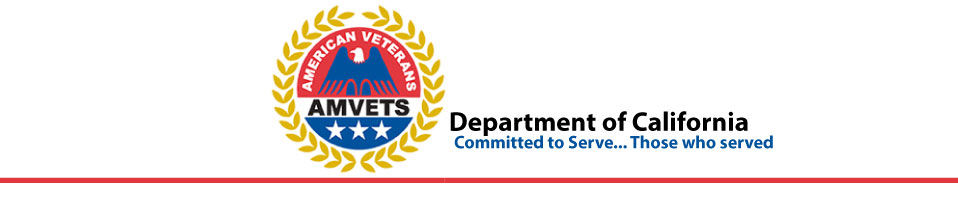 AMERICAN VETERANS
AMVETS
Department of California
Committed to Serve... Those who served